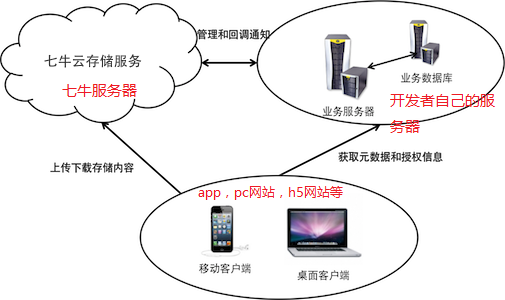 管理和回调通知
七牛云存储服务
七牛服务器
业务数据库
业务服务器
开发者自己的服
务器
上传下载存储内容
获取元数据和授权信息
app，pc网站，h5网站等
移动客户端
桌面客户端